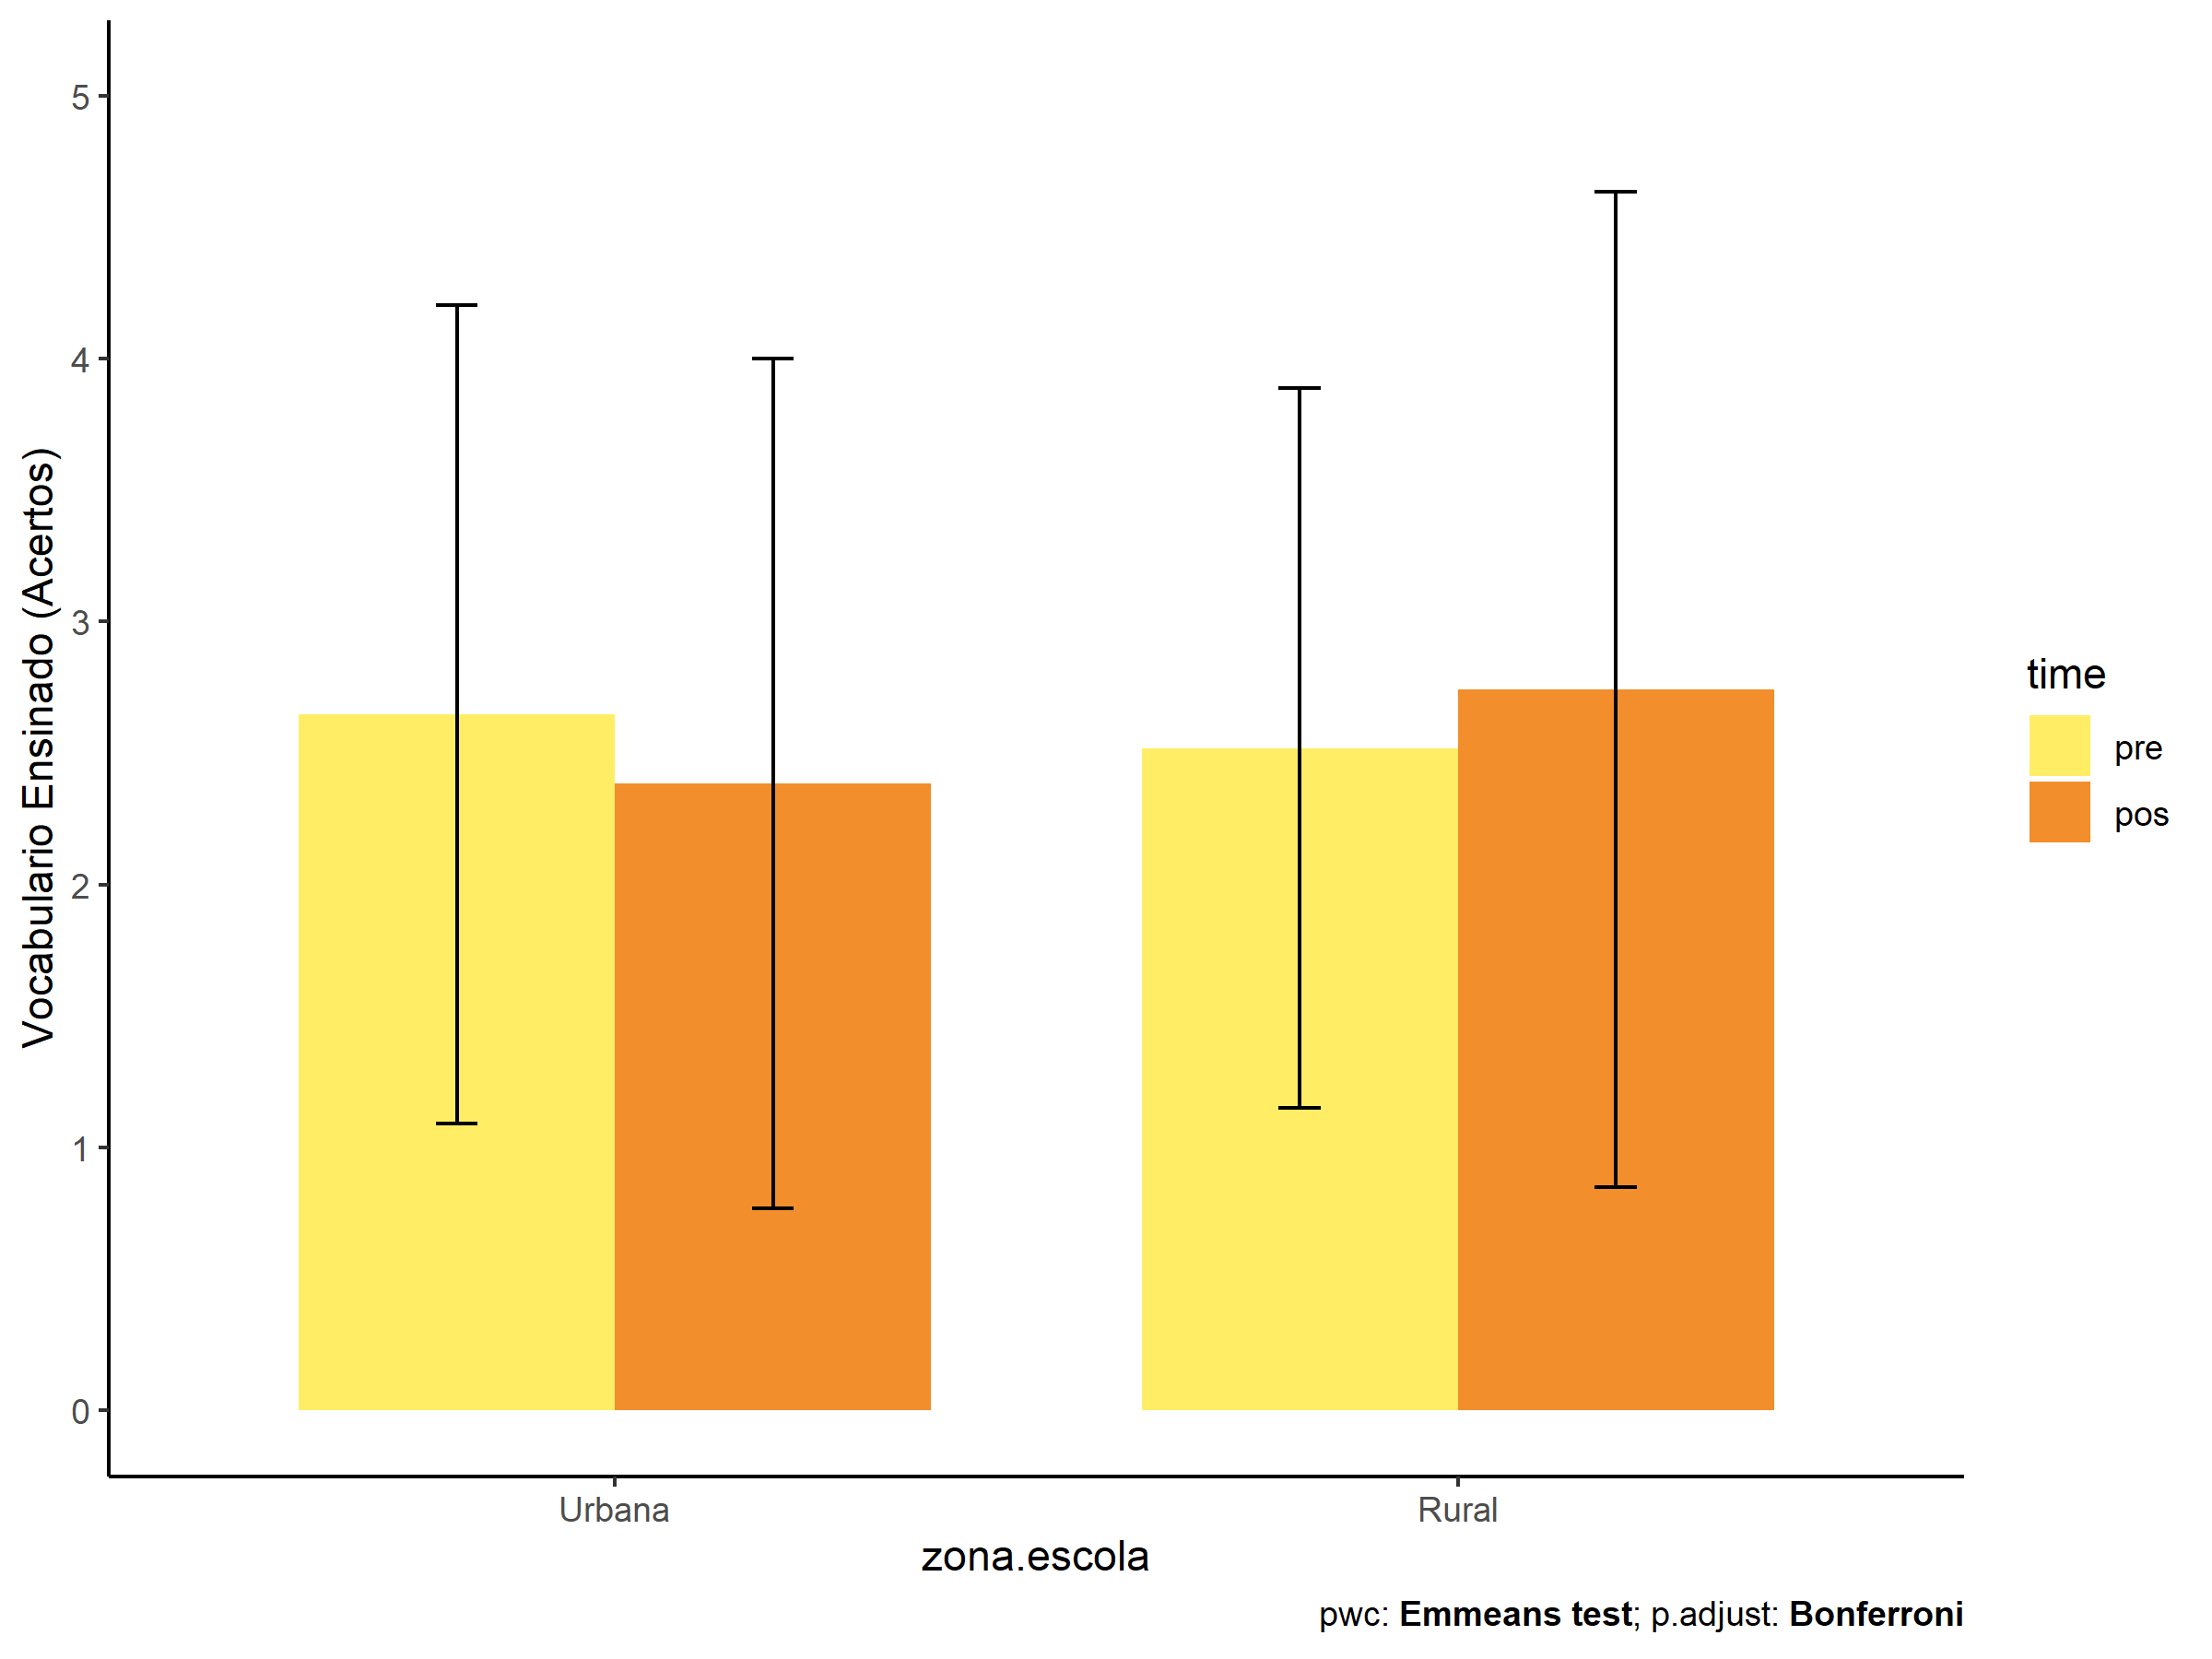 Vocabulario Ensinado (Acertos)
5
4
3
2
1
0
Urbana
Rural
zona.escola
time
pre
pos
pwc: Emmeans test; p.adjust: Bonferroni